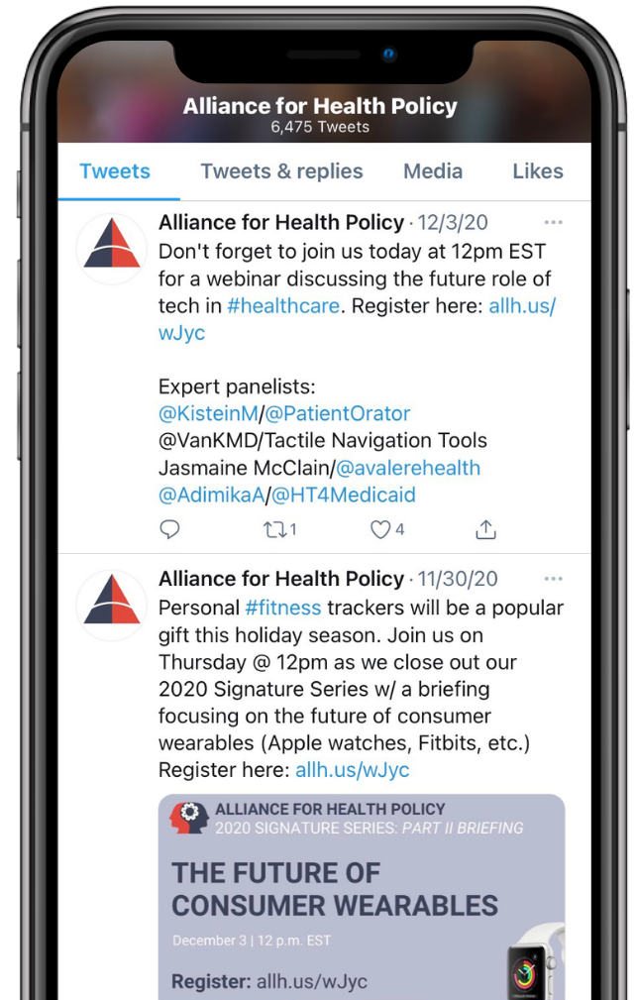 Alliance for Health Policy
6,475 Tweets
Tweets
Tweets & replies
Media
Likes
Alliance for Health Policy · 12/3/20
Don't forget to join us today at 12pm EST
for a webinar discussing the future role of
tech in #healthcare. Register here: allh.us/
wJyc
Expert panelists:
@KisteinM/@PatientOrator
@VanKMD/Tactile Navigation Tools
Jasmaine McClain/@avalerehealth
@AdimikaA/@HT4Medicaid
1
4
Alliance for Health Policy · 11/30/20
Personal #fitness trackers will be a popular
gift this holiday season. Join us on
Thursday @ 12pm as we close out our
2020 Signature Series w/ a briefing
focusing on the future of consumer
wearables (Apple watches, Fitbits, etc.)
Register here: allh.us/wJyc
ALLIANCE FOR HEALTH POLICY
2020 SIGNATURE SERIES: PART II BRIEFING
THE FUTURE OF
CONSUMER WEARABLES
December 3 | 12 p.m. EST
Register: allh.us/wJyc